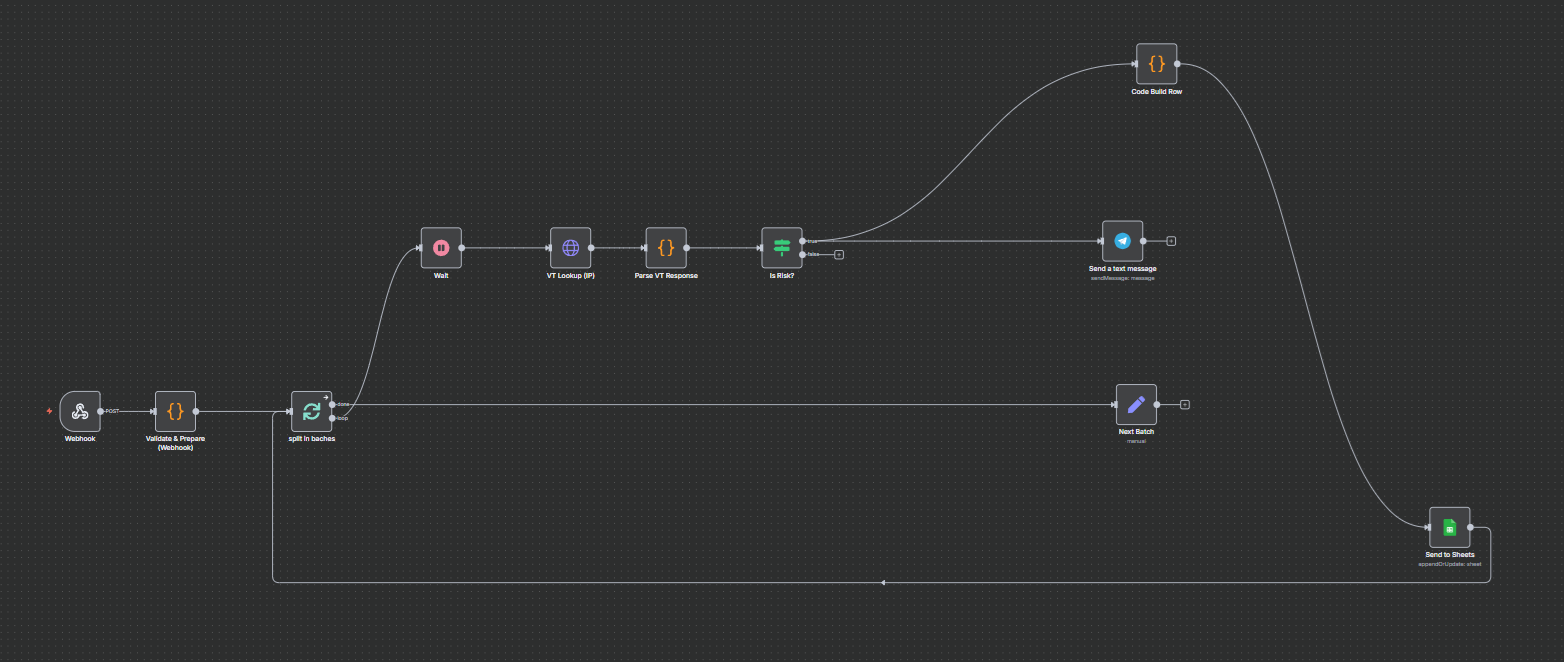 Code Build Row
Wait
VT Lookup (IP)
Parse VT Response
Is Risk?
true
false
Send a text message
sendMessage: message
Webhook
POST
Validate & Prepare
(Webhook)
split in baches
done
loop
Next Batch
manual
Send to Sheets
appendOrUpdate: sheet